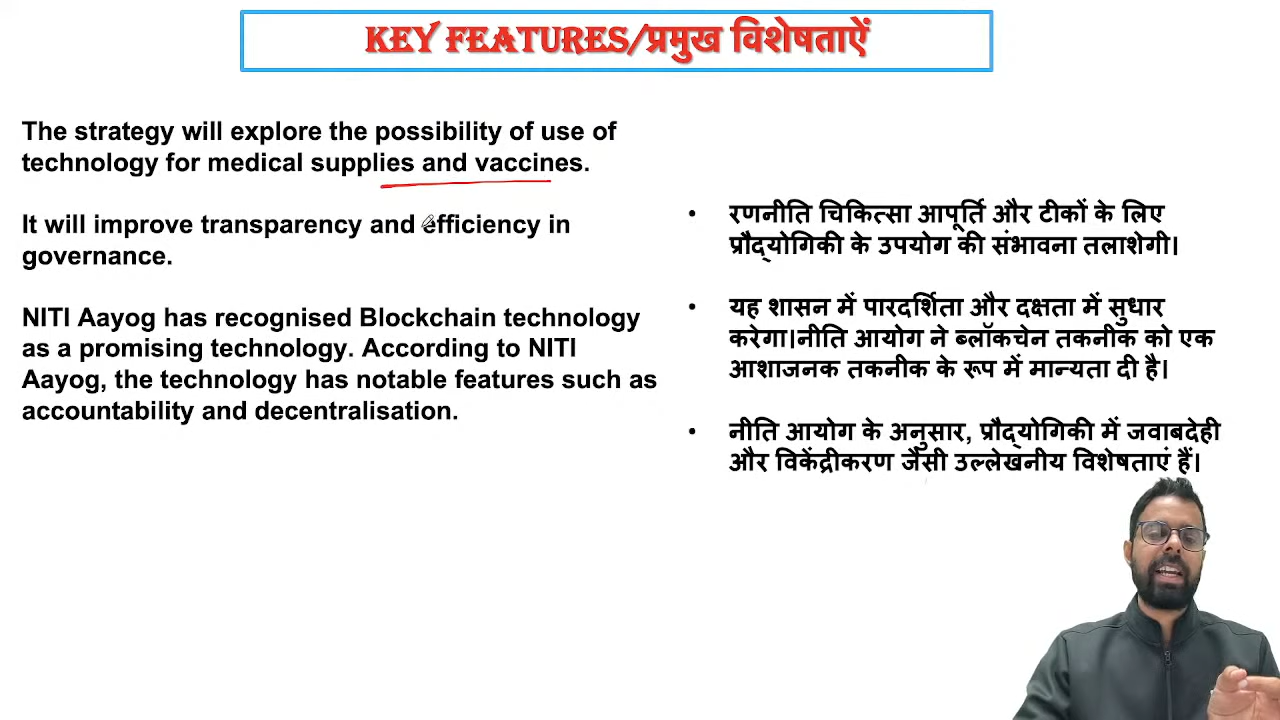 KEY FEATURES/प्रमुख विशेषताऐं
The strategy will explore the possibility of use of
technology for medical supplies and vaccines.
It will improve transparency and efficiency in
governance.
NITI Aayog has recognised Blockchain technology
as a promising technology. According to NITI
Aayog, the technology has notable features such as
accountability and decentralisation.
• रणनीति चिकित्सा आपूर्ति और टीकों के लिए
प्रौद्योगिकी के उपयोग की संभावना तलाशेगी।
• यह शासन में पारदर्शिता और दक्षता में सुधार
करेगा।नीति आयोग ने ब्लॉकचेन तकनीक को एक
आशाजनक तकनीक के रूप में मान्यता दी है।
• नीति आयोग के अनुसार, प्रौद्योगिकी में जवाबदेही
और विकेंद्रीकरण जैसी उल्लेखनीय विशेषताएं हैं।